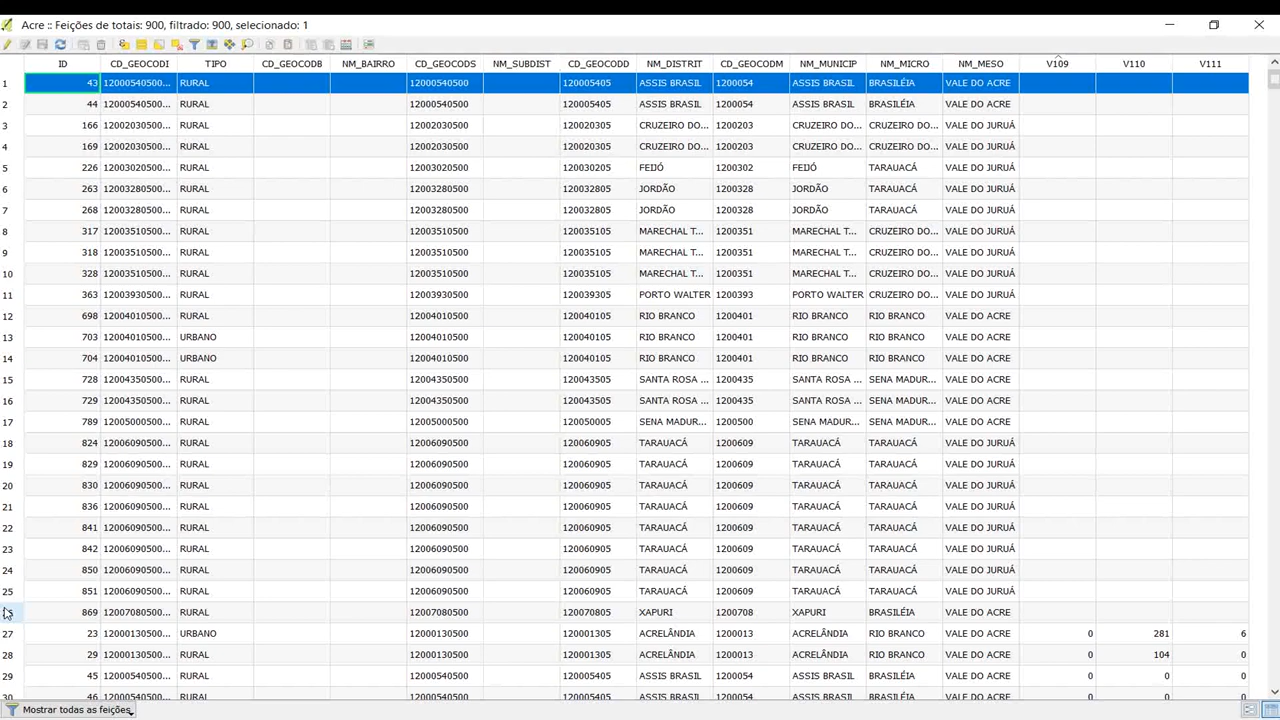 Acre :: Feições de totais: 900, filtrado: 900, selecionado: 1
ID CD_GEOCODI TIPO CD_GEOCODB NM_BAIRRO CD_GEOCODS NM_SUBDIST CD_GEOCODD NM_DISTRIT CD_GEOCODM NM_MUNICIP NM_MICRO NM_MESO V109 V110 V111
1 43 12000540500... RURAL 12000540500 120005405 ASSIS BRASIL 1200054 ASSIS BRASIL BRASILÉIA VALE DO ACRE
2 44 12000540500... RURAL 12000540500 120005405 ASSIS BRASIL 1200054 ASSIS BRASIL BRASILÉIA VALE DO ACRE
3 166 12002030500... RURAL 12002030500 120020305 CRUZEIRO DO... 1200203 CRUZEIRO DO... CRUZEIRO DO... VALE DO JURUÁ
4 169 12002030500... RURAL 12002030500 120020305 CRUZEIRO DO... 1200203 CRUZEIRO DO... CRUZEIRO DO... VALE DO JURUÁ
5 226 12003020500... RURAL 12003020500 120030205 FEIJÓ 1200302 FEIJÓ TARAUACÁ VALE DO JURUÁ
6 263 12003280500... RURAL 12003280500 120032805 JORDÃO 1200328 JORDÃO TARAUACÁ VALE DO JURUÁ
7 268 12003280500... RURAL 12003280500 120032805 JORDÃO 1200328 JORDÃO TARAUACÁ VALE DO JURUÁ
8 317 12003510500... RURAL 12003510500 120035105 MARECHAL T... 1200351 MARECHAL T... CRUZEIRO DO... VALE DO JURUÁ
9 318 12003510500... RURAL 12003510500 120035105 MARECHAL T... 1200351 MARECHAL T... CRUZEIRO DO... VALE DO JURUÁ
10 328 12003510500... RURAL 12003510500 120035105 MARECHAL T... 1200351 MARECHAL T... CRUZEIRO DO... VALE DO JURUÁ
11 363 12003930500... RURAL 12003930500 120039305 PORTO WALTER 1200393 PORTO WALTER CRUZEIRO DO... VALE DO JURUÁ
12 698 12004010500... RURAL 12004010500 120040105 RIO BRANCO 1200401 RIO BRANCO RIO BRANCO VALE DO ACRE
13 703 12004010500... URBANO 12004010500 120040105 RIO BRANCO 1200401 RIO BRANCO RIO BRANCO VALE DO ACRE
14 704 12004010500... URBANO 12004010500 120040105 RIO BRANCO 1200401 RIO BRANCO RIO BRANCO VALE DO ACRE
15 728 12004350500... RURAL 12004350500 120043505 SANTA ROSA ... 1200435 SANTA ROSA ... SENA MADUR... VALE DO ACRE
16 729 12004350500... RURAL 12004350500 120043505 SANTA ROSA ... 1200435 SANTA ROSA ... SENA MADUR... VALE DO ACRE
17 789 12005000500... RURAL 12005000500 120050005 SENA MADUR... 1200500 SENA MADUR... SENA MADUR... VALE DO ACRE
18 824 12006090500... RURAL 12006090500 120060905 TARAUACÁ 1200609 TARAUACÁ TARAUACÁ VALE DO JURUÁ
19 829 12006090500... RURAL 12006090500 120060905 TARAUACÁ 1200609 TARAUACÁ TARAUACÁ VALE DO JURUÁ
20 830 12006090500... RURAL 12006090500 120060905 TARAUACÁ 1200609 TARAUACÁ TARAUACÁ VALE DO JURUÁ
21 836 12006090500... RURAL 12006090500 120060905 TARAUACÁ 1200609 TARAUACÁ TARAUACÁ VALE DO JURUÁ
22 841 12006090500... RURAL 12006090500 120060905 TARAUACÁ 1200609 TARAUACÁ TARAUACÁ VALE DO JURUÁ
23 842 12006090500... RURAL 12006090500 120060905 TARAUACÁ 1200609 TARAUACÁ TARAUACÁ VALE DO JURUÁ
24 850 12006090500... RURAL 12006090500 120060905 TARAUACÁ 1200609 TARAUACÁ TARAUACÁ VALE DO JURUÁ
25 851 12006090500... RURAL 12006090500 120060905 TARAUACÁ 1200609 TARAUACÁ TARAUACÁ VALE DO JURUÁ
869 12007080500... RURAL 12007080500 120070805 XAPURI 1200708 XAPURI BRASILÉIA VALE DO ACRE
27 23 12000130500... URBANO 12000130500 120001305 ACRELÂNDIA 1200013 ACRELÂNDIA RIO BRANCO VALE DO ACRE 0 281 6
28 29 12000130500... RURAL 12000130500 120001305 ACRELÂNDIA 1200013 ACRELÂNDIA RIO BRANCO VALE DO ACRE 0 104 0
29 45 12000540500... RURAL 12000540500 120005405 ASSIS BRASIL 1200054 ASSIS BRASIL BRASILÉIA VALE DO ACRE 0 0 0
30 46 12000540500... RURAL 12000540500 120005405 ASSIS BRASIL 1200054 ASSIS BRASIL BRASILÉIA VALE DO ACRE 0 0 0
Mostrar todas as feições